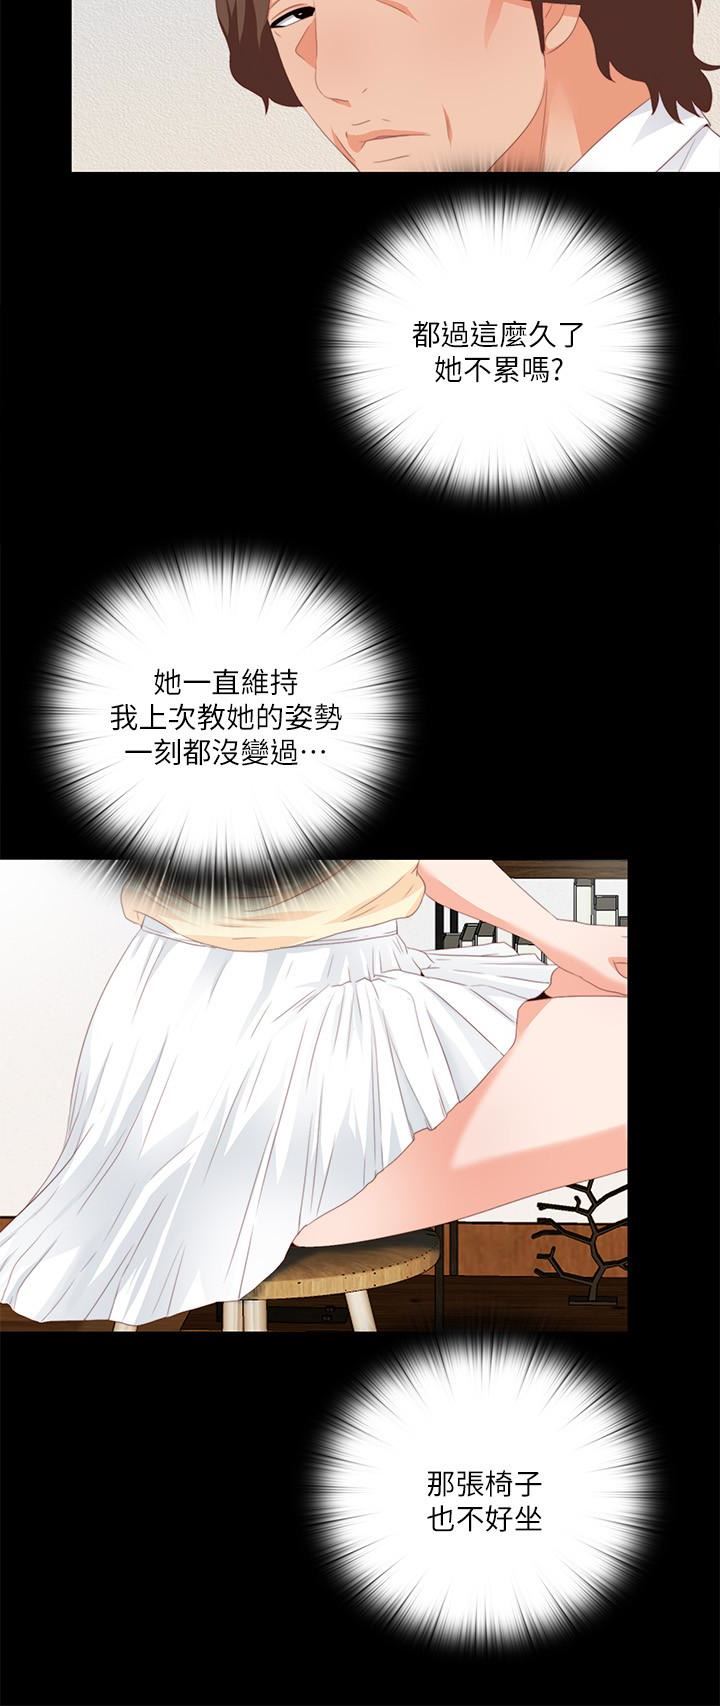 都過這麼久了
她不累嗎?
她一直維持
我上次教她的姿勢
一刻都沒變過⋯
那張椅子
也不好坐